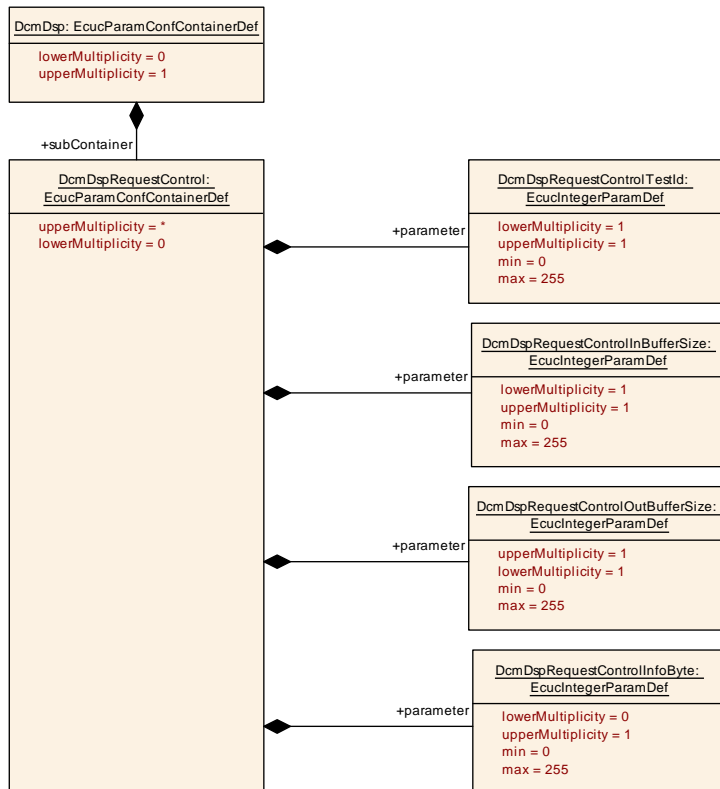 DcmDsp: EcucParamConfContainerDef
lowerMultiplicity = 0
upperMultiplicity = 1
+subContainer
DcmDspRequestControl:
EcucParamConfContainerDef
upperMultiplicity = *
lowerMultiplicity = 0
+parameter
DcmDspRequestControlTestId:
EcucIntegerParamDef
lowerMultiplicity = 1
upperMultiplicity = 1
min = 0
max = 255
+parameter
DcmDspRequestControlInBufferSize:
EcucIntegerParamDef
lowerMultiplicity = 1
upperMultiplicity = 1
min = 0
max = 255
+parameter
DcmDspRequestControlOutBufferSize:
EcucIntegerParamDef
upperMultiplicity = 1
lowerMultiplicity = 1
min = 0
max = 255
+parameter
DcmDspRequestControlInfoByte:
EcucIntegerParamDef
lowerMultiplicity = 0
upperMultiplicity = 1
min = 0
max = 255